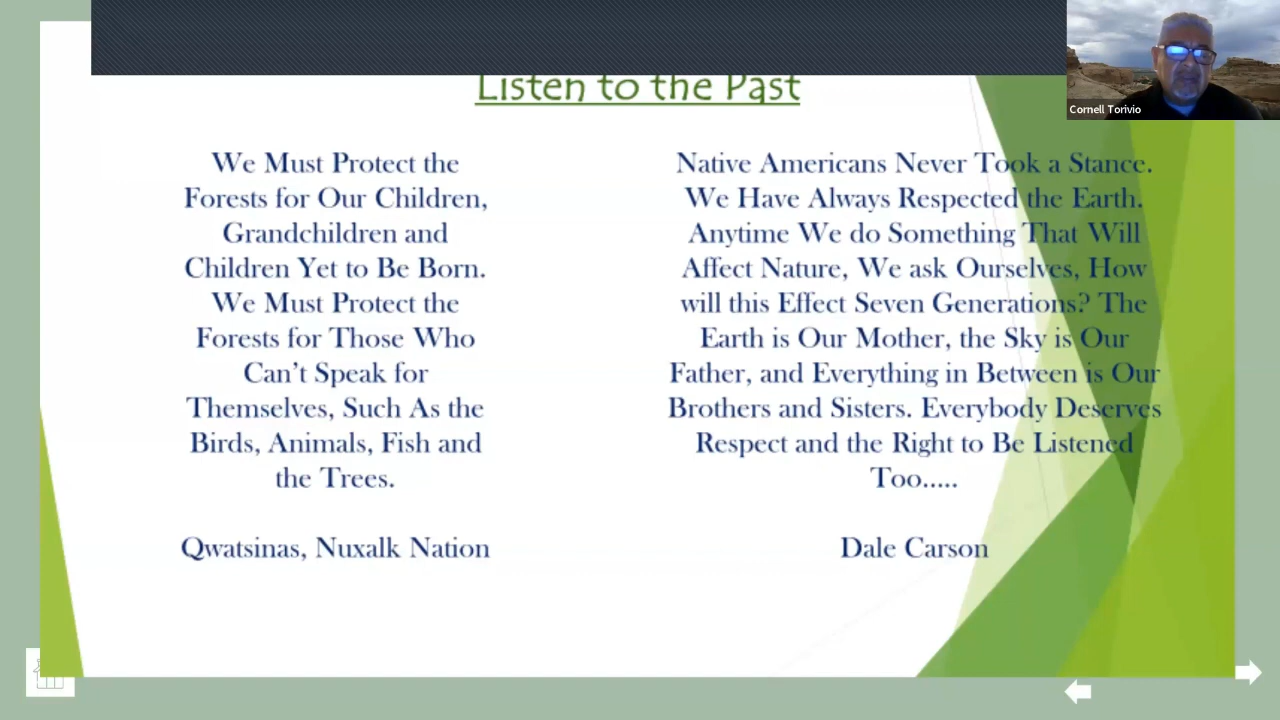 Listen to the Past
Cornell Torivio
We Must Protect the
Forests for Our Children,
Grandchildren and
Children Yet to Be Born.
We Must Protect the
Forests for Those Who
Can't Speak for
Themselves, Such As the
Birds, Animals, Fish and
the Trees.
Qwatsinas, Nuxalk Nation
Native Americans Never Took a Stance.
We Have Always Respected the Earth.
Anytime We do Something That Will
Affect Nature, We ask Ourselves, How
will this Effect Seven Generations? The
Earth is Our Mother, the Sky is Our
Father, and Everything in Between is Our
Brothers and Sisters. Everybody Deserves
Respect and the Right to Be Listened
Too.....
Dale Carson